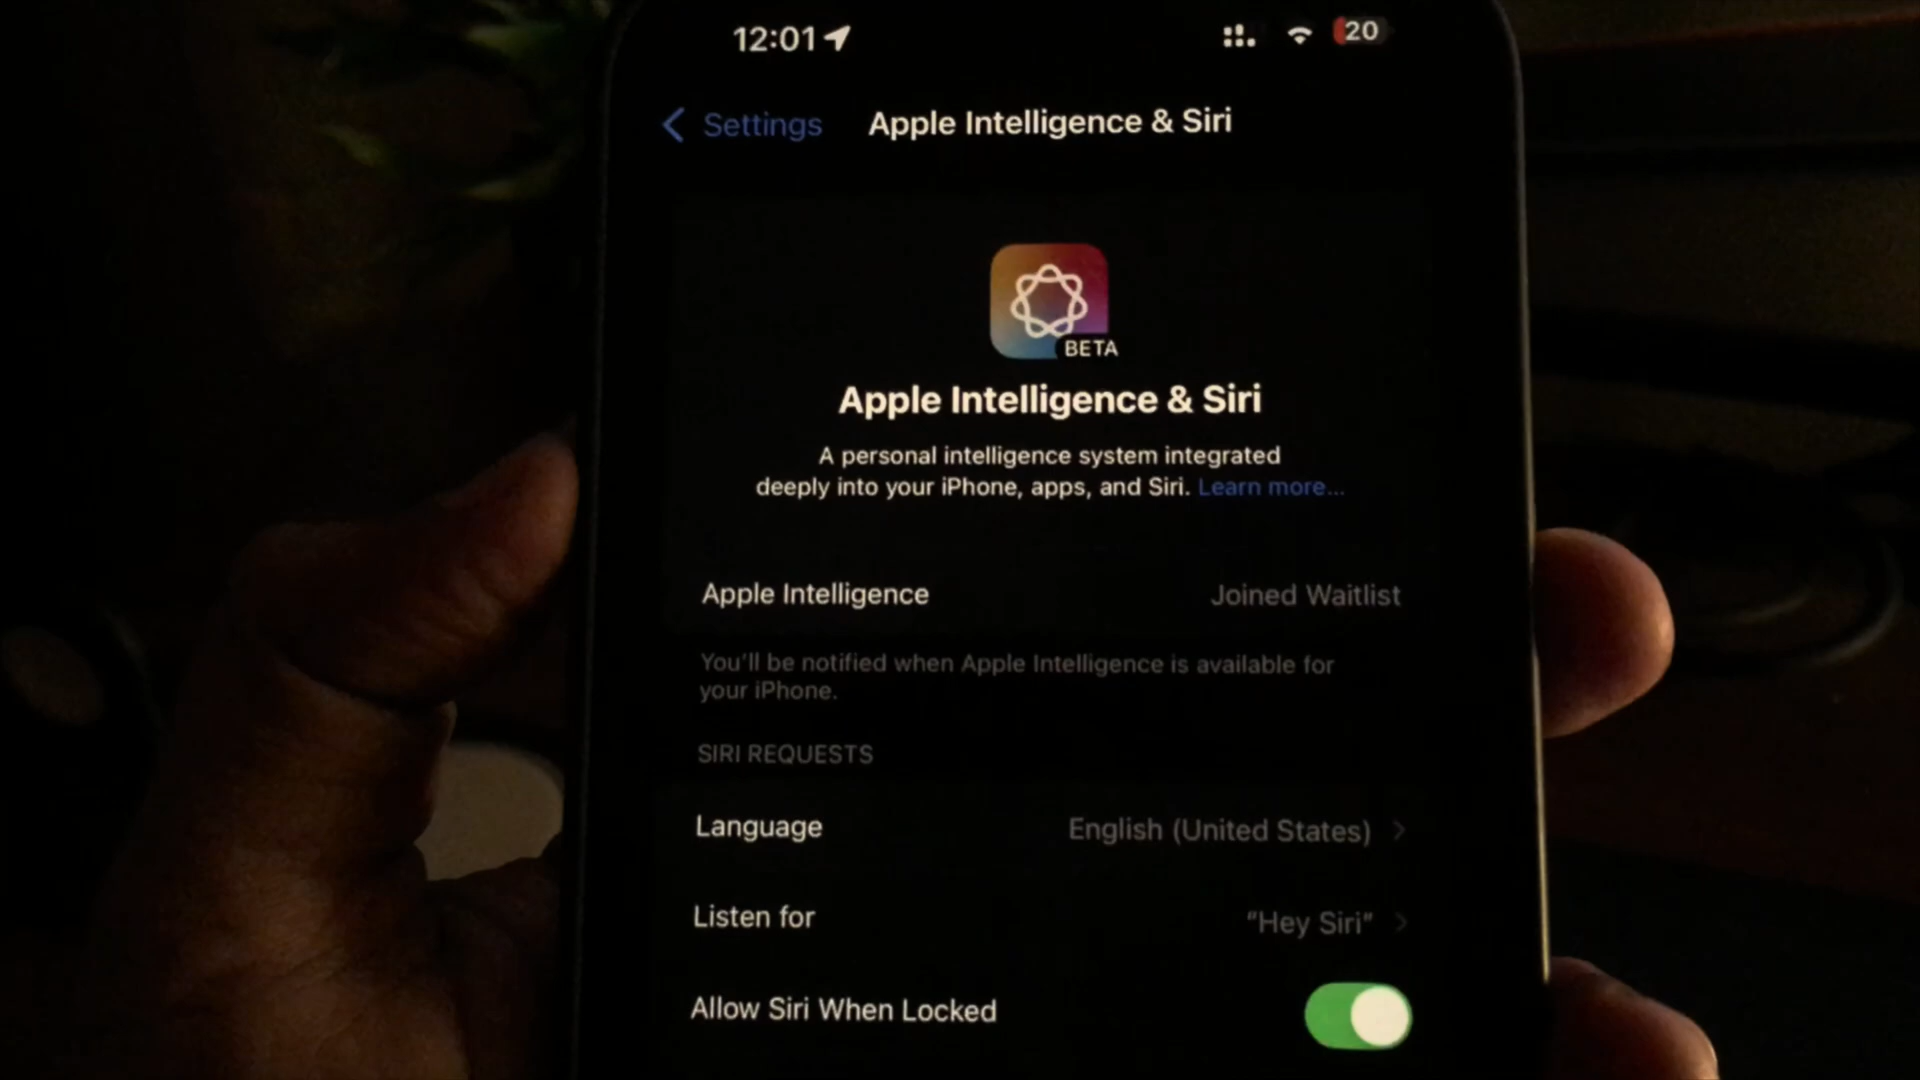 12:01
20
Settings
Apple Intelligence & Siri
BETA
Apple Intelligence & Siri
A personal intelligence system integrated
deeply into your iPhone, apps, and Siri. Learn more...
Apple Intelligence
Joined Waitlist
You'll be notified when Apple Intelligence is available for
your iPhone.
SIRI REQUESTS
Language
English (United States)
Listen for
“Hey Siri”
Allow Siri When Locked